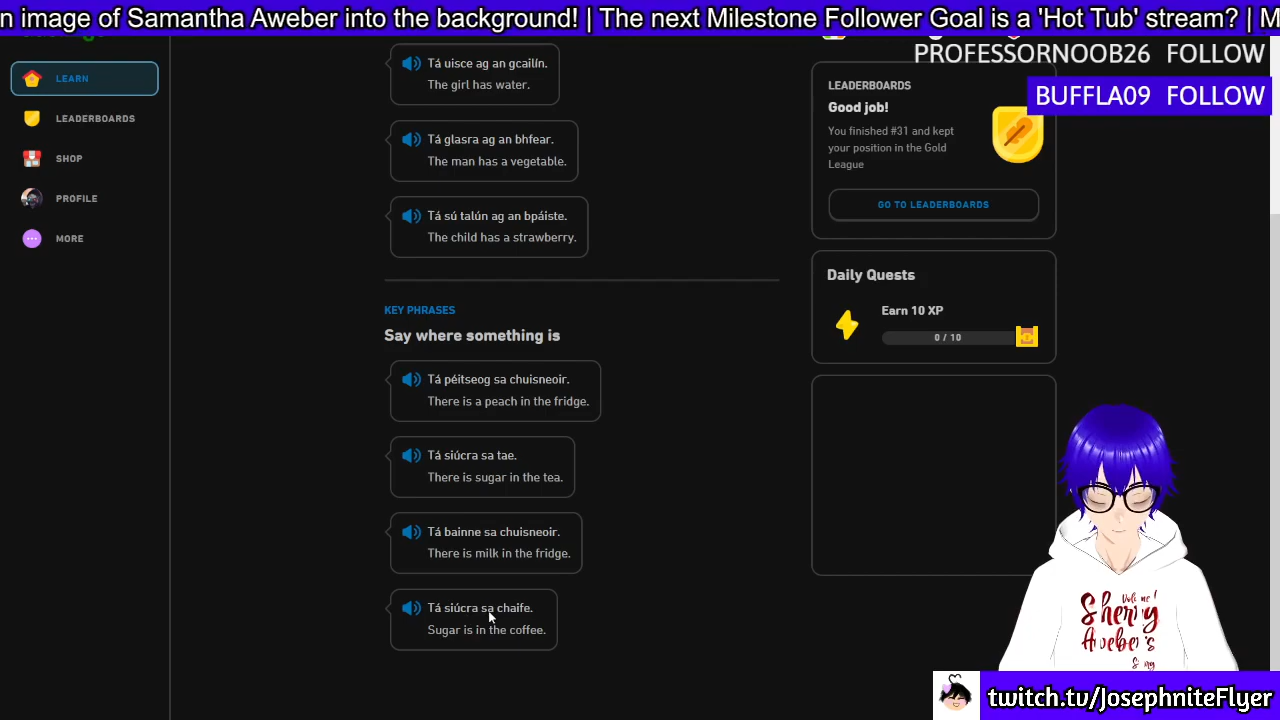 n image of Samantha Aweber into the background! | The next Milestone Follower Goal is a 'Hot Tub' stream? | M
PROFESSORNOOB26 FOLLOW
BUFFLA09 FOLLOW
LEARN
LEADERBOARDS
SHOP
PROFILE
MORE
Tá uisce ag an gcailín.
The girl has water.
Tá glasra ag an bhfear.
The man has a vegetable.
Tá sú talún ag an bpáiste.
The child has a strawberry.
KEY PHRASES
Say where something is
Tá péitseog sa chuisneoir.
There is a peach in the fridge.
Tá siúcra sa tae.
There is sugar in the tea.
Tá bainne sa chuisneoir.
There is milk in the fridge.
Tá siúcra sa chaife.
Sugar is in the coffee.
LEADERBOARDS
Good job!
You finished #31 and kept
your position in the Gold
League
GO TO LEADERBOARDS
Daily Quests
Earn 10 XP
0 / 10
Sherry
Aweber's
twitch.tv/JosephniteFlyer